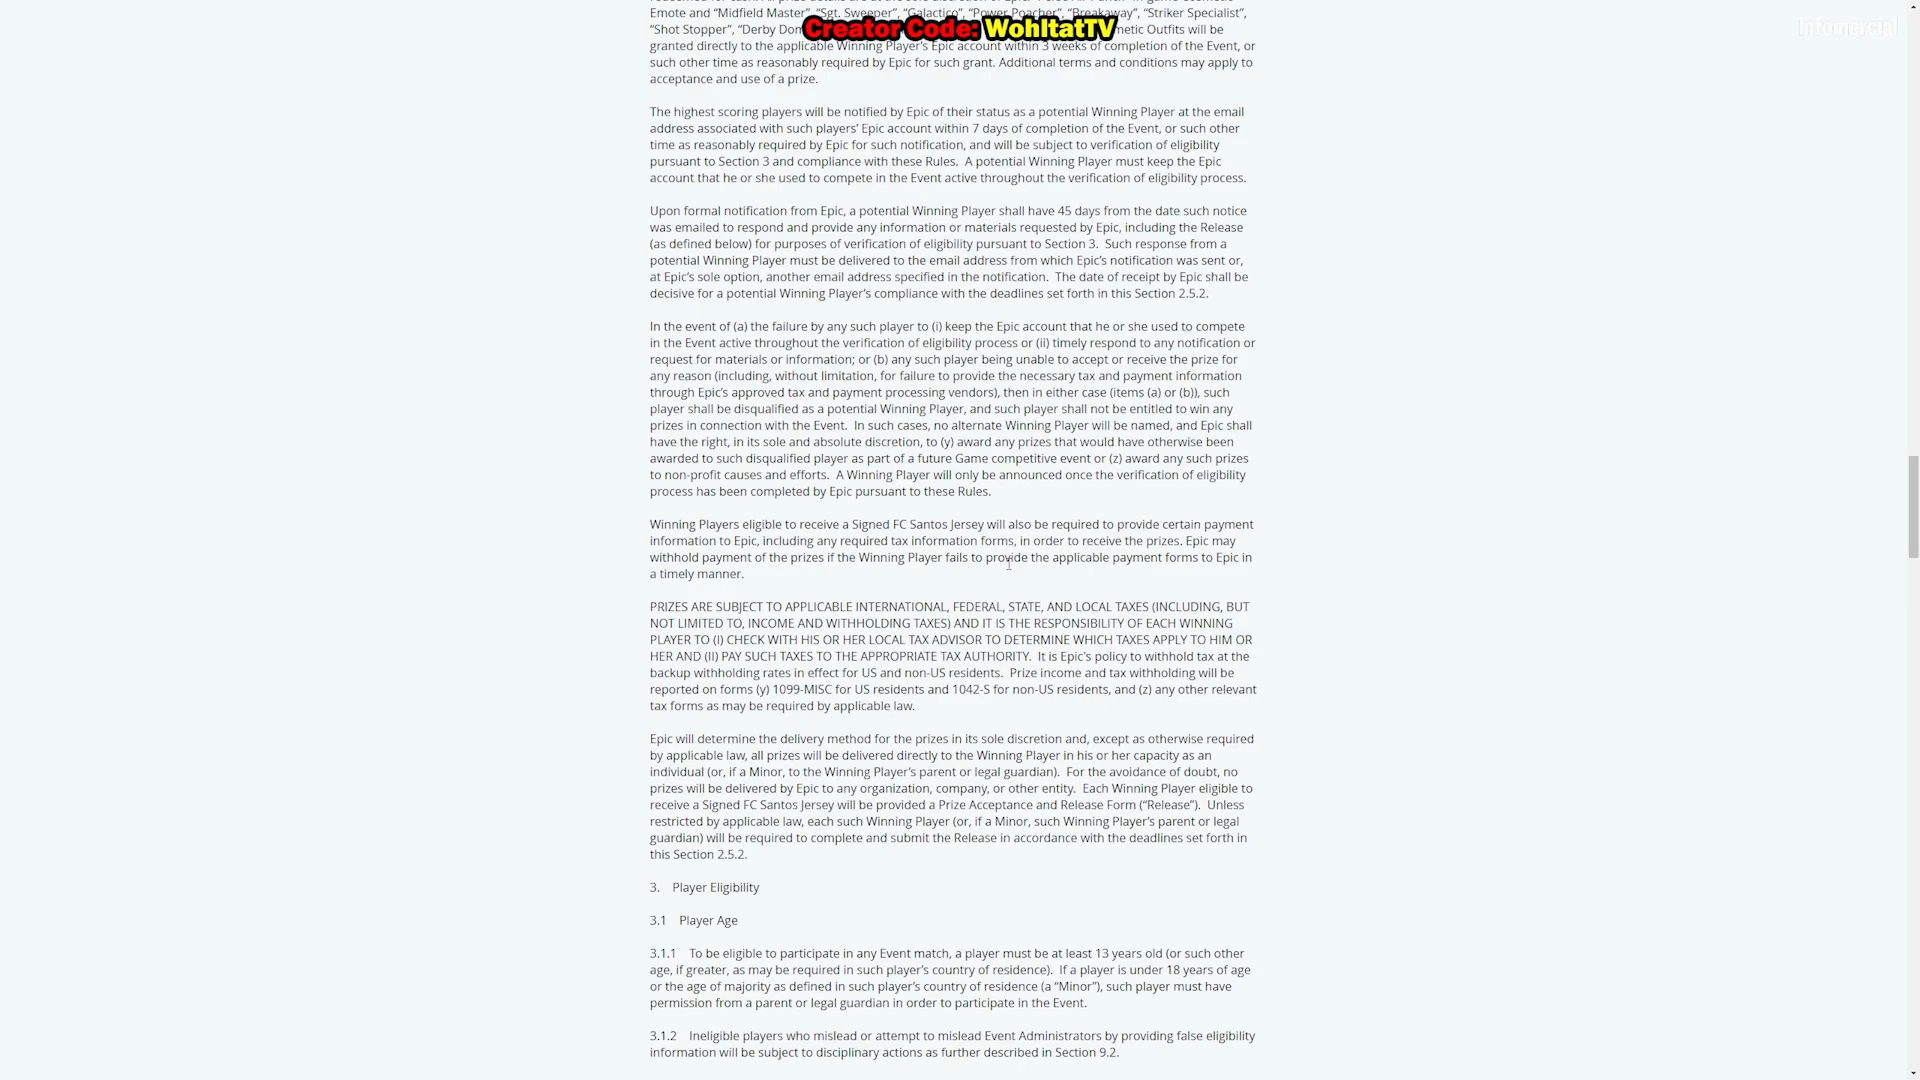 Emote and “Midfield Master”, “Sgt. Sweeper”, “Galactico”, “Power Poacher”, “Breakaway”, “Striker Specialist”,
Creator Code: WohltatTV
Infomercial
“Shot Stopper”, “Derby
metic Outfits will be
granted directly to the applicable Winning Player’s Epic account within 3 weeks of completion of the Event, or
such other time as reasonably required by Epic for such grant. Additional terms and conditions may apply to
acceptance and use of a prize.
The highest scoring players will be notified by Epic of their status as a potential Winning Player at the email
address associated with such players’ Epic account within 7 days of completion of the Event, or such other
time as reasonably required by Epic for such notification, and will be subject to verification of eligibility
pursuant to Section 3 and compliance with these Rules. A potential Winning Player must keep the Epic
account that he or she used to compete in the Event active throughout the verification of eligibility process.
Upon formal notification from Epic, a potential Winning Player shall have 45 days from the date such notice
was emailed to respond and provide any information or materials requested by Epic, including the Release
(as defined below) for purposes of verification of eligibility pursuant to Section 3. Such response from a
potential Winning Player must be delivered to the email address from which Epic’s notification was sent or,
at Epic’s sole option, another email address specified in the notification. The date of receipt by Epic shall be
decisive for a potential Winning Player’s compliance with the deadlines set forth in this Section 2.5.2.
In the event of (a) the failure by any such player to (i) keep the Epic account that he or she used to compete
in the Event active throughout the verification of eligibility process or (ii) timely respond to any notification or
request for materials or information; or (b) any such player being unable to accept or receive the prize for
any reason (including, without limitation, for failure to provide the necessary tax and payment information
through Epic’s approved tax and payment processing vendors), then in either case (items (a) or (b)), such
player shall be disqualified as a potential Winning Player, and such player shall not be entitled to win any
prizes in connection with the Event. In such cases, no alternate Winning Player will be named, and Epic shall
have the right, in its sole and absolute discretion, to (y) award any prizes that would have otherwise been
awarded to such disqualified player as part of a future Game competitive event or (z) award any such prizes
to non-profit causes and efforts. A Winning Player will only be announced once the verification of eligibility
process has been completed by Epic pursuant to these Rules.
Winning Players eligible to receive a Signed FC Santos Jersey will also be required to provide certain payment
information to Epic, including any required tax information forms, in order to receive the prizes. Epic may
withhold payment of the prizes if the Winning Player fails to provide the applicable payment forms to Epic in
a timely manner.
PRIZES ARE SUBJECT TO APPLICABLE INTERNATIONAL, FEDERAL, STATE, AND LOCAL TAXES (INCLUDING, BUT
NOT LIMITED TO, INCOME AND WITHHOLDING TAXES) AND IT IS THE RESPONSIBILITY OF EACH WINNING
PLAYER TO (I) CHECK WITH HIS OR HER LOCAL TAX ADVISOR TO DETERMINE WHICH TAXES APPLY TO HIM OR
HER AND (II) PAY SUCH TAXES TO THE APPROPRIATE TAX AUTHORITY. It is Epic’s policy to withhold tax at the
backup withholding rates in effect for US and non-US residents. Prize income and tax withholding will be
reported on forms (y) 1099-MISC for US residents and 1042-S for non-US residents, and (z) any other relevant
tax forms as may be required by applicable law.
Epic will determine the delivery method for the prizes in its sole discretion and, except as otherwise required
by applicable law, all prizes will be delivered directly to the Winning Player in his or her capacity as an
individual (or, if a Minor, to the Winning Player’s parent or legal guardian). For the avoidance of doubt, no
prizes will be delivered by Epic to any organization, company, or other entity. Each Winning Player eligible to
receive a Signed FC Santos Jersey will be provided a Prize Acceptance and Release Form (“Release”). Unless
restricted by applicable law, each such Winning Player (or, if a Minor, such Winning Player’s parent or legal
guardian) will be required to complete and submit the Release in accordance with the deadlines set forth in
this Section 2.5.2.
3. Player Eligibility
3.1 Player Age
3.1.1 To be eligible to participate in any Event match, a player must be at least 13 years old (or such other
age, if greater, as may be required in such player’s country of residence). If a player is under 18 years of age
or the age of majority as defined in such player’s country of residence (a “Minor”), such player must have
permission from a parent or legal guardian in order to participate in the Event.
3.1.2 Ineligible players who mislead or attempt to mislead Event Administrators by providing false eligibility
information will be subject to disciplinary actions as further described in Section 9.2.